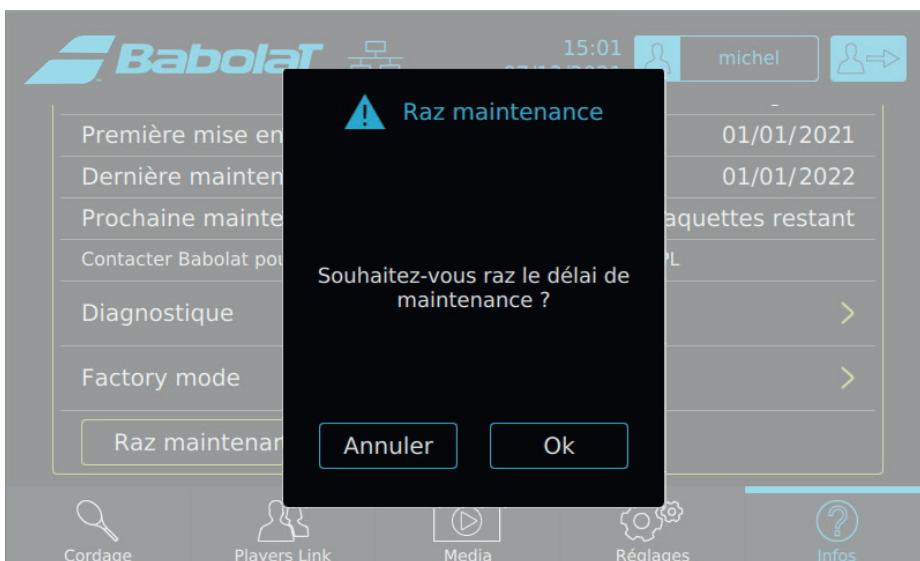 Babolat
15:01
michel
Raz maintenance
Première mise en
01/01/2021
Dernière mainten
01/01/2022
Prochaine mainte
aquettes restant
Contacter Babolat pou
PL
Souhaitez-vous raz le délai de
maintenance ?
Diagnostique
Factory mode
Raz maintenan
Annuler
Ok
Cordage
Players Link
Media
Réglages
Infos